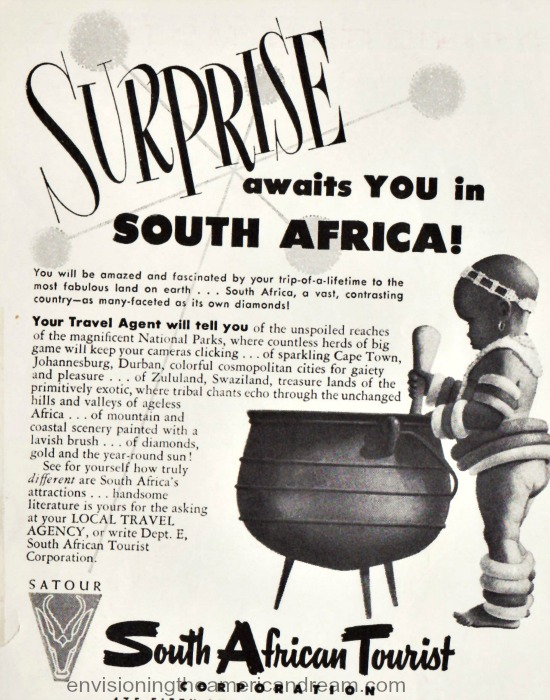 SURPRISE
awaits YOU in
SOUTH AFRICA!
You will be amazed and fascinated by your trip-of-a-lifetime to the
most fabulous land on earth . . . South Africa, a vast, contrasting
country—as many-faceted as its own diamonds!
Your Travel Agent will tell you of the unspoiled reaches
of the magnificent National Parks, where countless herds of big
game will keep your cameras clicking . . . of sparkling Cape Town,
Johannesburg, Durban, colorful cosmopolitan cities for gaiety
and pleasure . . . of Zululand, Swaziland, treasure lands of the
primitively exotic, where tribal chants echo through the unchanged
hills and valleys of ageless
Africa . . . of mountain and
coastal scenery painted with a
lavish brush . . . of diamonds,
gold and the year-round sun!
See for yourself how truly
different are South Africa's
attractions . . . handsome
literature is yours for the asking
at your LOCAL TRAVEL
AGENCY, or write Dept. E,
South African Tourist
Corporation.
SATOUR
South African Tourist
CORPORATION
envisioningtheamericandream.com